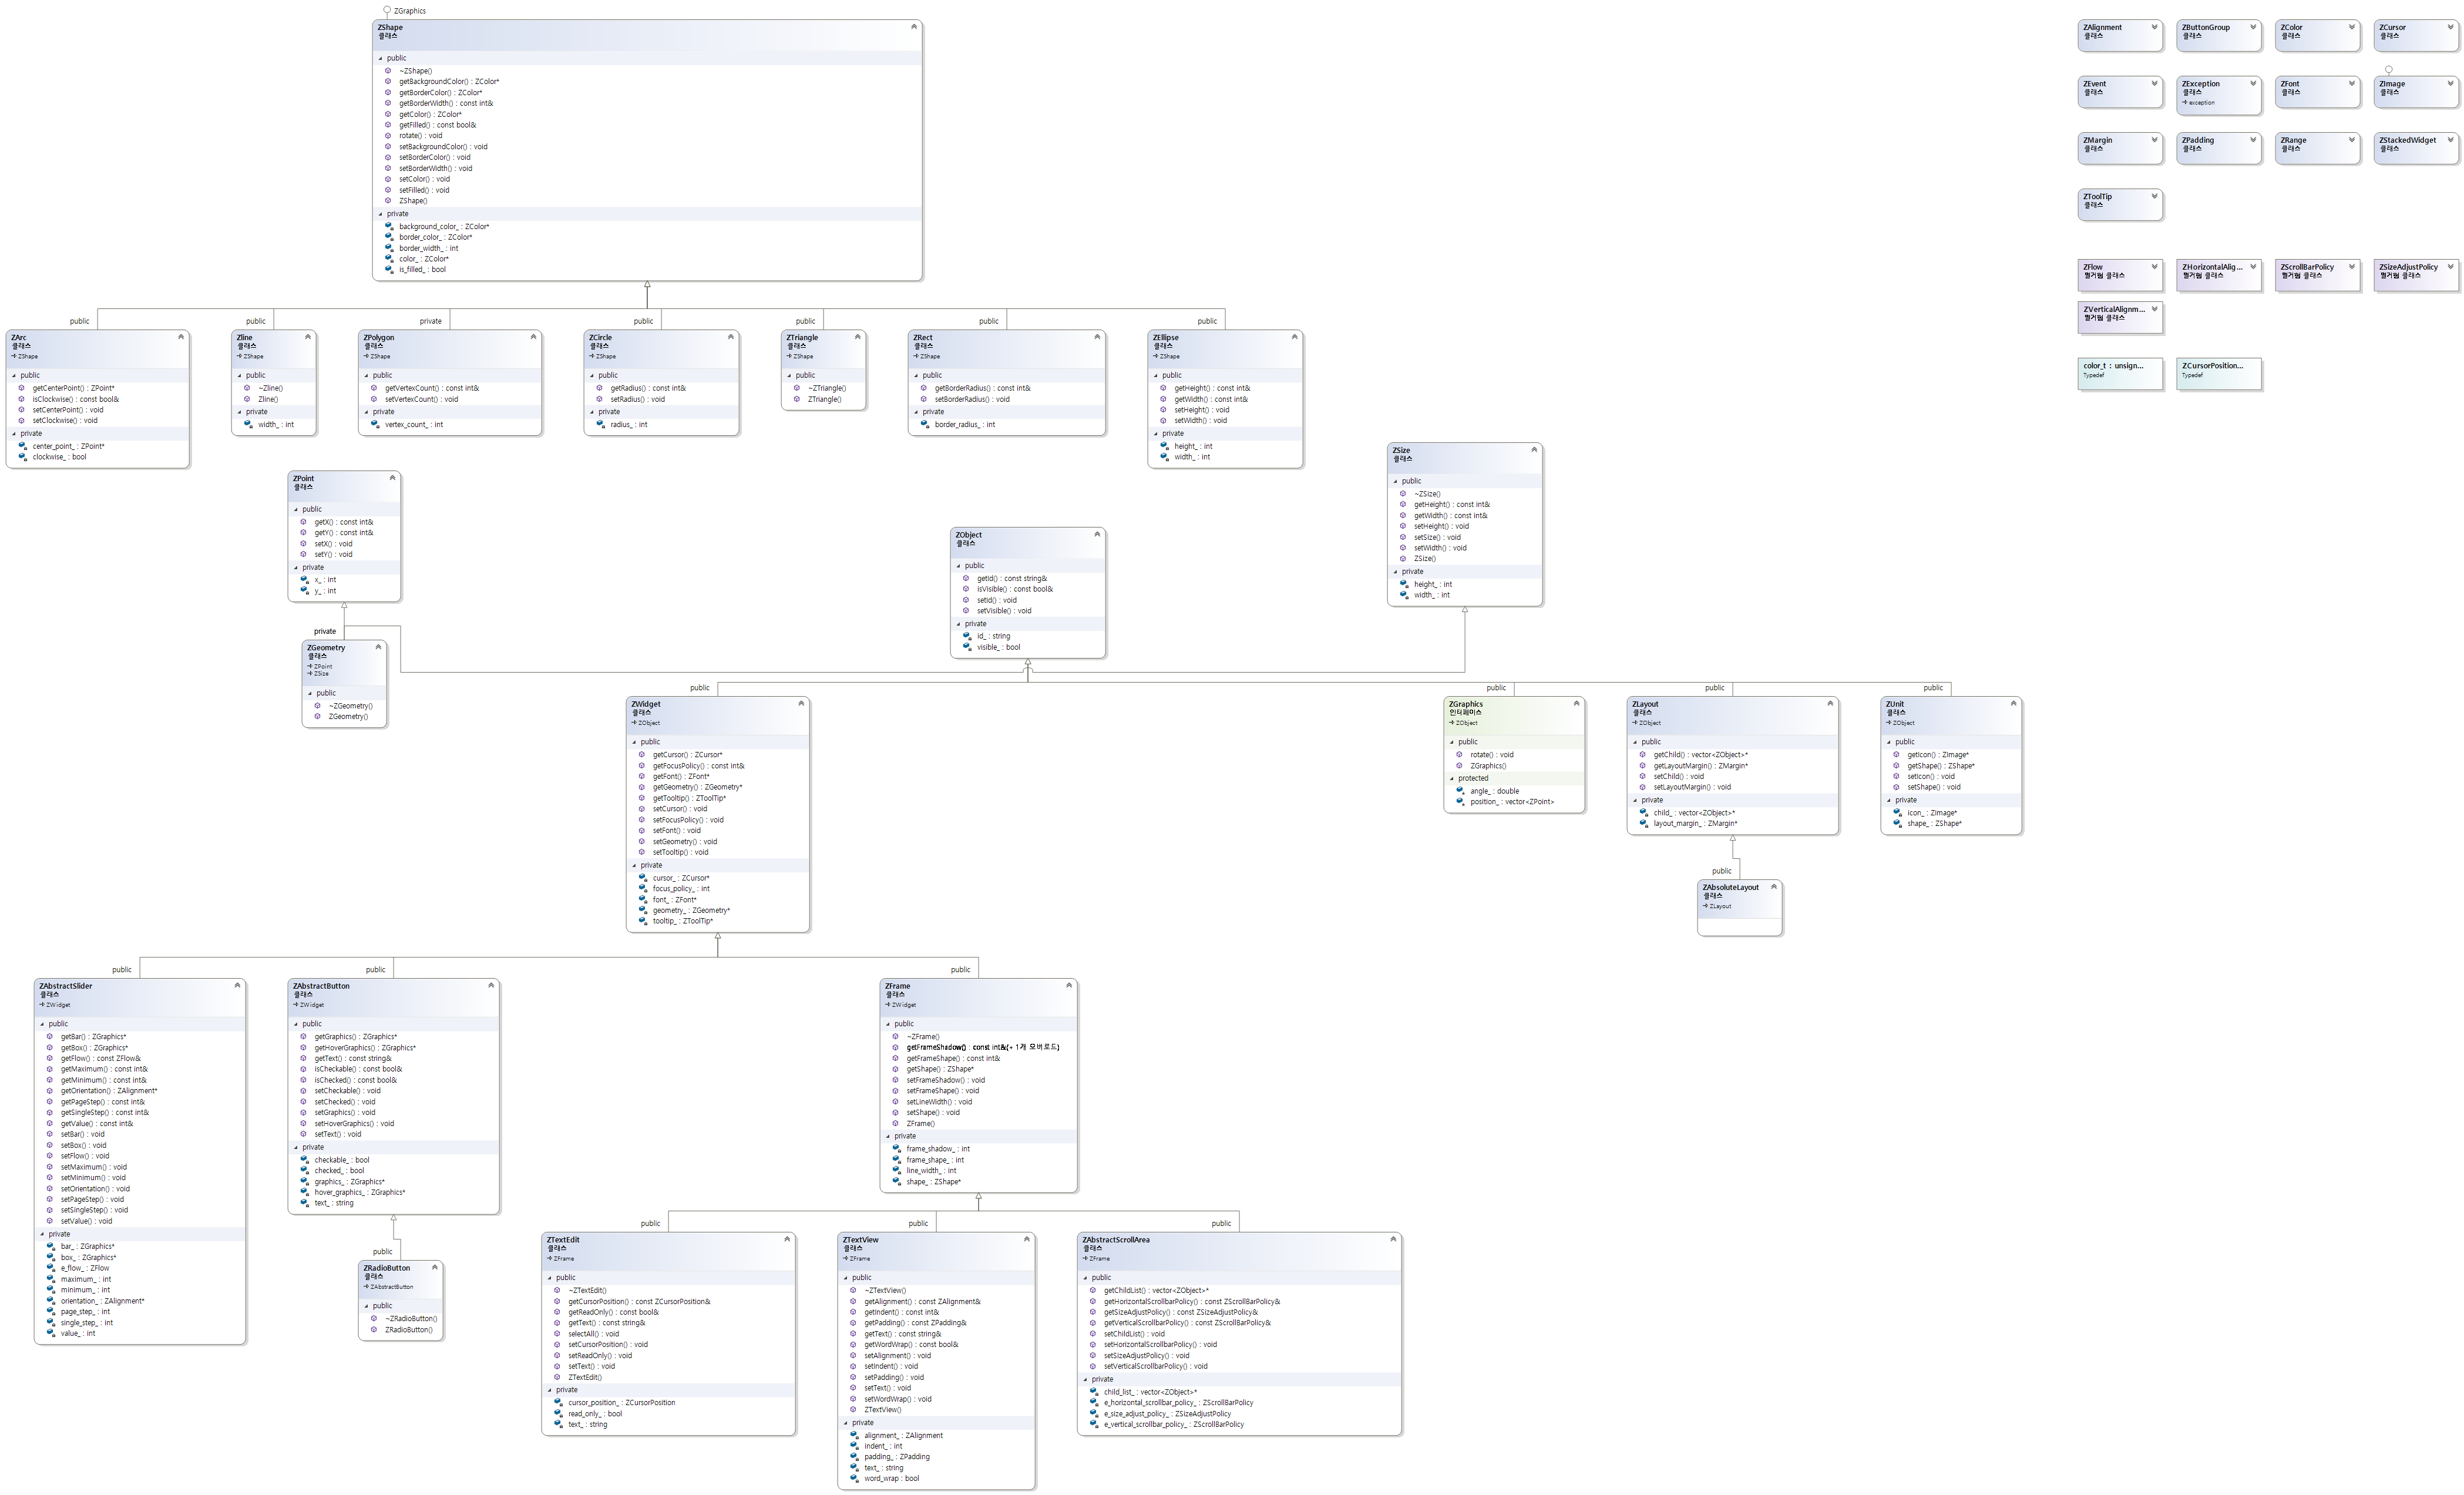 ZGraphics
ZShape
클래스
public
~ZShape()
getBackgroundColor() : ZColor*
getBorderColor() : ZColor*
getBorderWidth() : const int&
getColor() : ZColor*
getFilled() : const bool&
rotate() : void
setBackgroundColor() : void
setBorderColor() : void
setBorderWidth() : void
setColor() : void
setFilled() : void
ZShape()
private
background_color_ : ZColor*
border_color_ : ZColor*
border_width_ : int
color_ : ZColor*
is_filled_ : bool
public
ZArc
클래스
ZShape
public
getCenterPoint() : ZPoint*
isClockwise() : const bool&
setCenterPoint() : void
setClockwise() : void
private
center_point_ : ZPoint*
clockwise_ : bool
public
Zline
클래스
ZShape
public
~Zline()
Zline()
private
width_ : int
private
ZPolygon
클래스
ZShape
public
getVertexCount() : const int&
setVertexCount() : void
private
vertex_count_ : int
public
ZCircle
클래스
ZShape
public
getRadius() : const int&
setRadius() : void
private
radius_ : int
public
ZTriangle
클래스
ZShape
public
~ZTriangle()
ZTriangle()
public
ZRect
클래스
ZShape
public
getBorderRadius() : const int&
setBorderRadius() : void
private
border_radius_ : int
public
ZEllipse
클래스
ZShape
public
getHeight() : const int&
getWidth() : const int&
setHeight() : void
setWidth() : void
private
height_ : int
width_ : int
ZPoint
클래스
public
getX() : const int&
getY() : const int&
setX() : void
setY() : void
private
x_ : int
y_ : int
private
ZGeometry
클래스
ZPoint
ZSize
public
~ZGeometry()
ZGeometry()
ZObject
클래스
public
getId() : const string&
isVisible() : const bool&
setId() : void
setVisible() : void
private
id_ : string
visible_ : bool
ZSize
클래스
public
~ZSize()
getHeight() : const int&
getWidth() : const int&
setHeight() : void
setSize() : void
setWidth() : void
ZSize()
private
height_ : int
width_ : int
public
ZWidget
클래스
ZObject
public
getCursor() : ZCursor*
getFocusPolicy() : const int&
getFont() : ZFont*
getGeometry() : ZGeometry*
getTooltip() : ZToolTip*
setCursor() : void
setFocusPolicy() : void
setFont() : void
setGeometry() : void
setTooltip() : void
private
cursor_ : ZCursor*
focus_policy_ : int
font_ : ZFont*
geometry_ : ZGeometry*
tooltip_ : ZToolTip*
public
ZGraphics
인터페이스
ZObject
public
rotate() : void
ZGraphics()
protected
angle_ : double
position_ : vector<ZPoint>
public
ZLayout
클래스
ZObject
public
getChild() : vector<ZObject>*
getLayoutMargin() : ZMargin*
setChild() : void
setLayoutMargin() : void
private
child_ : vector<ZObject>*
layout_margin_ : ZMargin*
public
ZUnit
클래스
ZObject
public
getIcon() : ZImage*
getShape() : ZShape*
setIcon() : void
setShape() : void
private
icon_ : ZImage*
shape_ : ZShape*
public
ZAbsoluteLayout
클래스
ZLayout
public
ZAbstractSlider
클래스
ZWidget
public
getBar() : ZGraphics*
getBox() : ZGraphics*
getFlow() : const ZFlow&
getMaximum() : const int&
getMinimum() : const int&
getOrientation() : ZAlignment*
getPageStep() : const int&
getSingleStep() : const int&
getValue() : const int&
setBar() : void
setBox() : void
setFlow() : void
setMaximum() : void
setMinimum() : void
setOrientation() : void
setPageStep() : void
setSingleStep() : void
setValue() : void
private
bar_ : ZGraphics*
box_ : ZGraphics*
e_flow_ : ZFlow
maximum_ : int
minimum_ : int
orientation_ : ZAlignment*
page_step_ : int
single_step_ : int
value_ : int
public
ZAbstractButton
클래스
ZWidget
public
getGraphics() : ZGraphics*
getHoverGraphics() : ZGraphics*
getText() : const string&
isCheckable() : const bool&
isChecked() : const bool&
setCheckable() : void
setChecked() : void
setGraphics() : void
setHoverGraphics() : void
setText() : void
private
checkable_ : bool
checked_ : bool
graphics_ : ZGraphics*
hover_graphics_ : ZGraphics*
text_ : string
public
ZRadioButton
클래스
ZAbstractButton
public
~ZRadioButton()
ZRadioButton()
public
ZFrame
클래스
ZWidget
public
~ZFrame()
getFrameShadow() : const int&(+ 1개 오버로드)
getFrameShape() : const int&
getShape() : ZShape*
setFrameShadow() : void
setFrameShape() : void
setLineWidth() : void
setShape() : void
ZFrame()
private
frame_shadow_ : int
frame_shape_ : int
line_width_ : int
shape_ : ZShape*
public
ZTextEdit
클래스
ZFrame
public
~ZTextEdit()
getCursorPosition() : const ZCursorPosition&
getReadOnly() : const bool&
getText() : const string&
selectAll() : void
setCursorPosition() : void
setReadOnly() : void
setText() : void
ZTextEdit()
private
cursor_position_ : ZCursorPosition
read_only_ : bool
text_ : string
public
ZTextView
클래스
ZFrame
public
~ZTextView()
getAlignment() : const ZAlignment&
getIndent() : const int&
getPadding() : const ZPadding&
getText() : const string&
getWordWrap() : const bool&
setAlignment() : void
setIndent() : void
setPadding() : void
setText() : void
setWordWrap() : void
ZTextView()
private
alignment_ : ZAlignment
indent_ : int
padding_ : ZPadding
text_ : string
word_wrap : bool
public
ZAbstractScrollArea
클래스
ZFrame
public
getChildList() : vector<ZObject>*
getHorizontalScrollbarPolicy() : const ZScrollBarPolicy&
getSizeAdjustPolicy() : const ZSizeAdjustPolicy&
getVerticalScrollbarPolicy() : const ZScrollBarPolicy&
setChildList() : void
setHorizontalScrollbarPolicy() : void
setSizeAdjustPolicy() : void
setVerticalScrollbarPolicy() : void
private
child_list_ : vector<ZObject>*
e_horizontal_scrollbar_policy_ : ZScrollBarPolicy
e_size_adjust_policy_ : ZSizeAdjustPolicy
e_vertical_scrollbar_policy_ : ZScrollBarPolicy
ZAlignment
클래스
ZButtonGroup
클래스
ZColor
클래스
ZCursor
클래스
ZEvent
클래스
ZException
클래스
exception
ZFont
클래스
ZImage
클래스
ZMargin
클래스
ZPadding
클래스
ZRange
클래스
ZStackedWidget
클래스
ZToolTip
클래스
ZFlow
열거형 클래스
ZHorizontalAlig...
열거형 클래스
ZScrollBarPolicy
열거형 클래스
ZSizeAdjustPolicy
열거형 클래스
ZVerticalAlignm...
열거형 클래스
color_t : unsign...
Typedef
ZCursorPosition...
Typedef